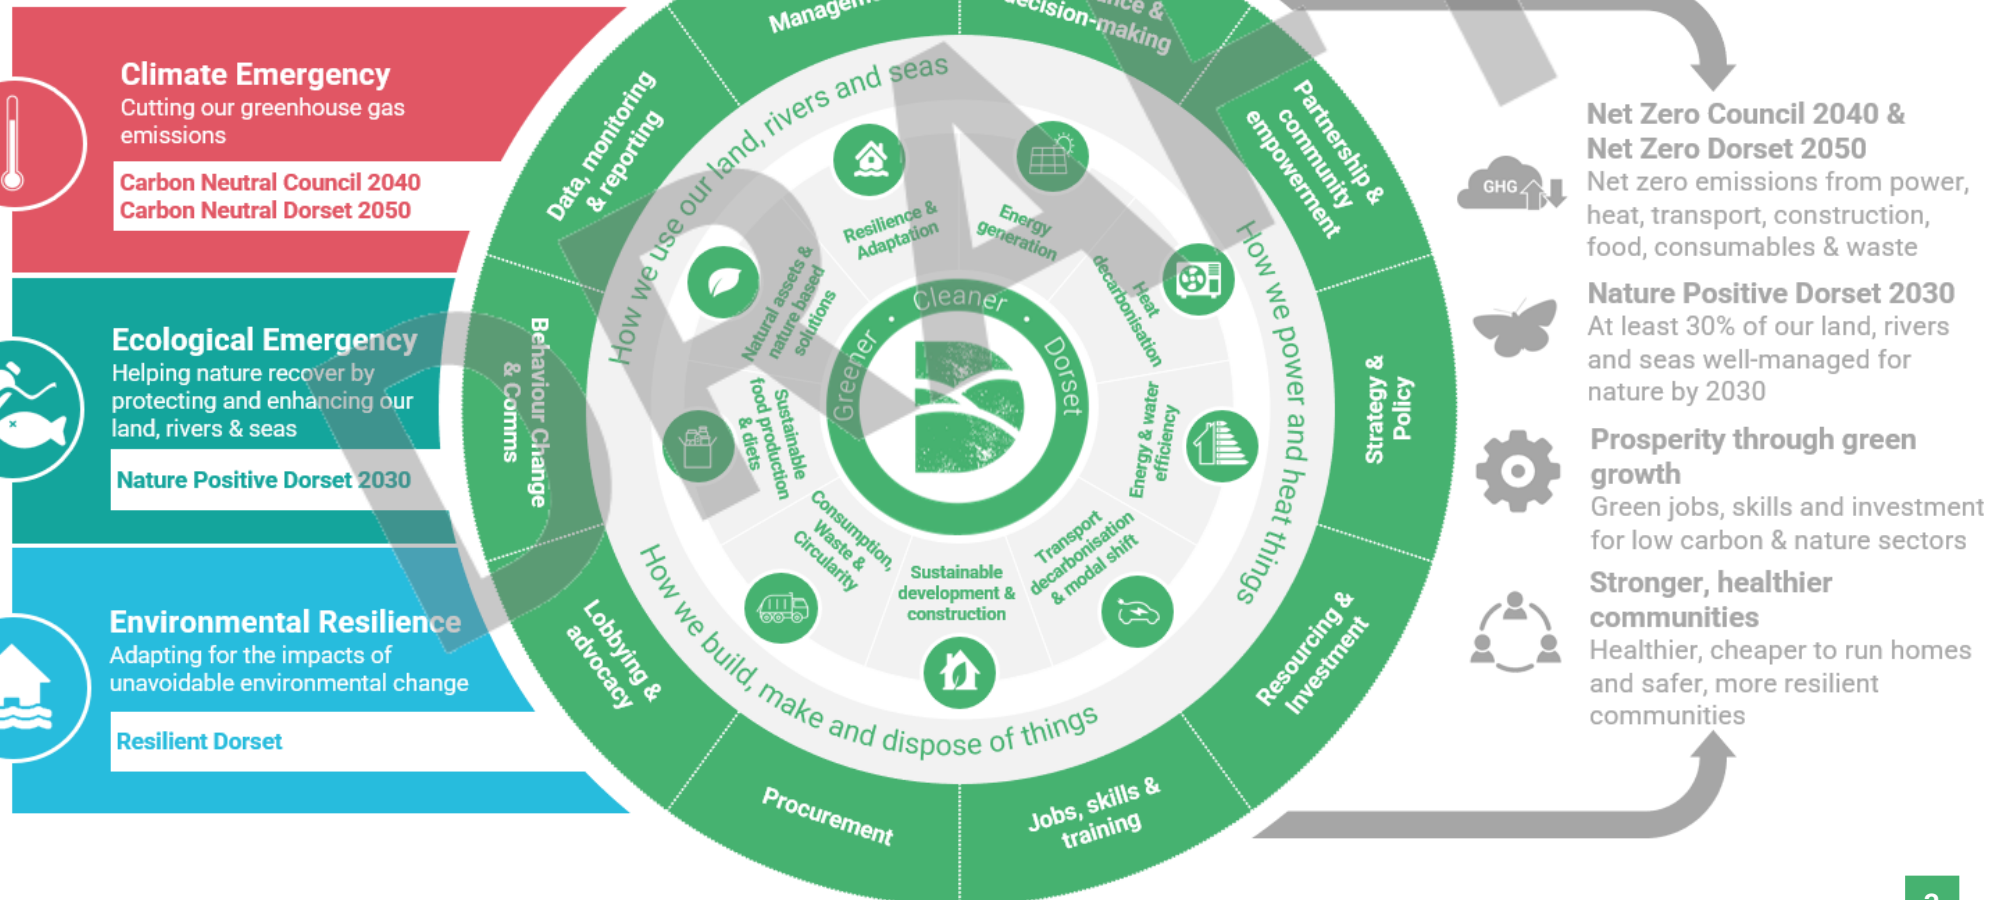 Climate Emergency
Cutting our greenhouse gas
emissions
Carbon Neutral Council 2040
Carbon Neutral Dorset 2050
Ecological Emergency
Helping nature recover by
protecting and enhancing our
land, rivers & seas
Nature Positive Dorset 2030
Environmental Resilience
Adapting for the impacts of
unavoidable environmental change
Resilient Dorset
decision-making
Partnership &
community
empowerment
Strategy &
Policy
Resourcing &
Investment
Jobs, skills &
training
Procurement
Lobbying &
advocacy
Behaviour Change
& Comms
Data, monitoring
& reporting
How we use our land, rivers and seas
How we power and heat things
How we build, make and dispose of things
Resilience &
Adaptation
Energy
generation
Heat
decarbonisation
Energy & water
efficiency
Transport
decarbonisation
& modal shift
Sustainable
development &
construction
Consumption,
Waste &
Circularity
Sustainable
food production
& diets
Natural assets &
nature based
solutions
Greener • Cleaner • Dorset
GHG
Net Zero Council 2040 &
Net Zero Dorset 2050
Net zero emissions from power,
heat, transport, construction,
food, consumables & waste
Nature Positive Dorset 2030
At least 30% of our land, rivers
and seas well-managed for
nature by 2030
Prosperity through green
growth
Green jobs, skills and investment
for low carbon & nature sectors
Stronger, healthier
communities
Healthier, cheaper to run homes
and safer, more resilient
communities